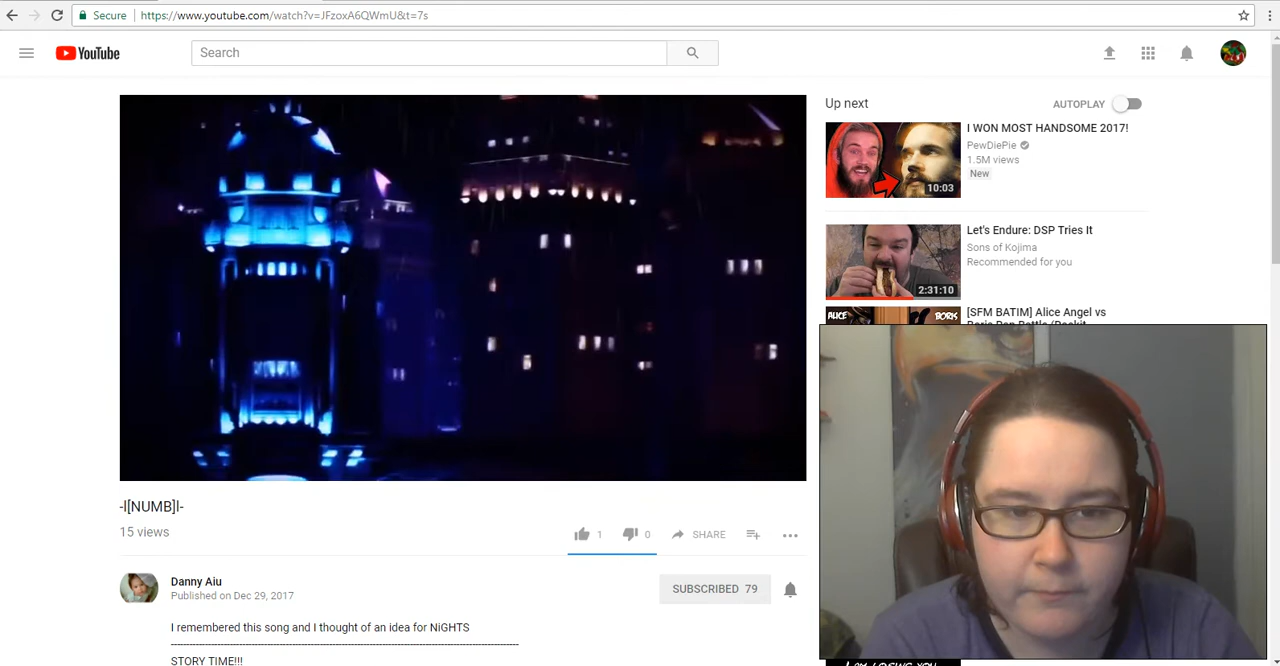 Secure
https://www.youtube.com/watch?v=JFzoxA6QWmU&t=7s
YouTube
Search
Up next
AUTOPLAY
I WON MOST HANDSOME 2017!
PewDiePie
1.5M views
New
10:03
Let's Endure: DSP Tries It
Sons of Kojima
Recommended for you
2:31:10
[SFM BATIM] Alice Angel vs
ALICE
BORIS
-I[NUMB]I-
15 views
1
0
SHARE
Danny Aiu
Published on Dec 29, 2017
SUBSCRIBED 79
I remembered this song and I thought of an idea for NiGHTS
STORY TIME!!!